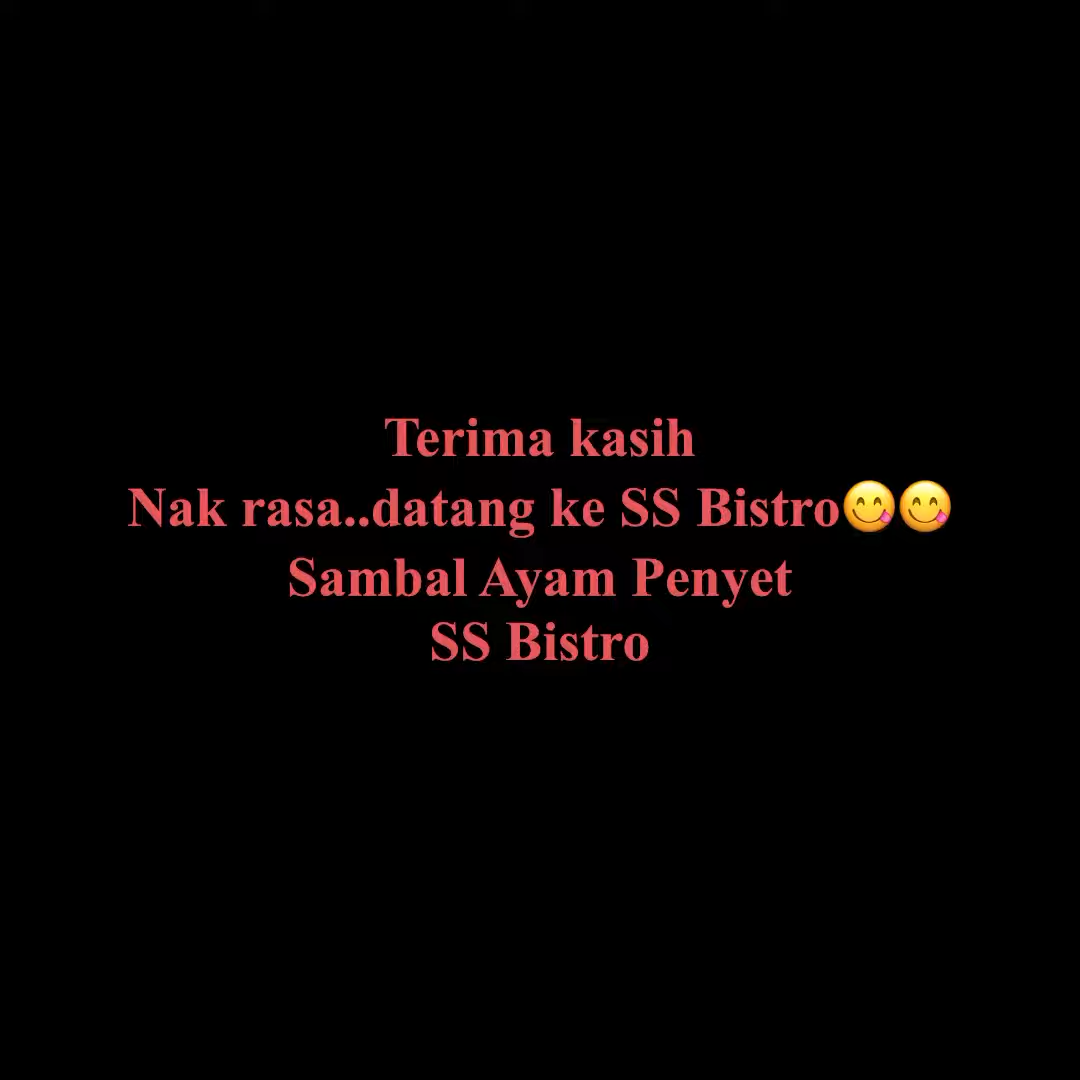 Terima kasih
Nak rasa..datang ke SS Bistro😋😋
Sambal Ayam Penyet
SS Bistro